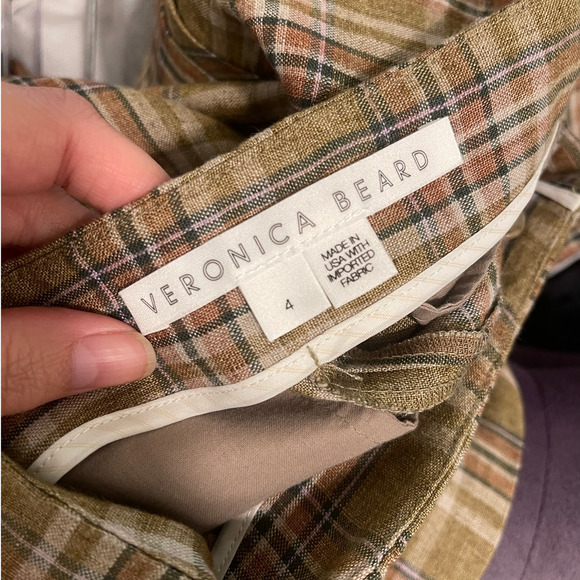 VERONICA BEARD
4
MADE IN
USA WITH
IMPORTED
FABRIC